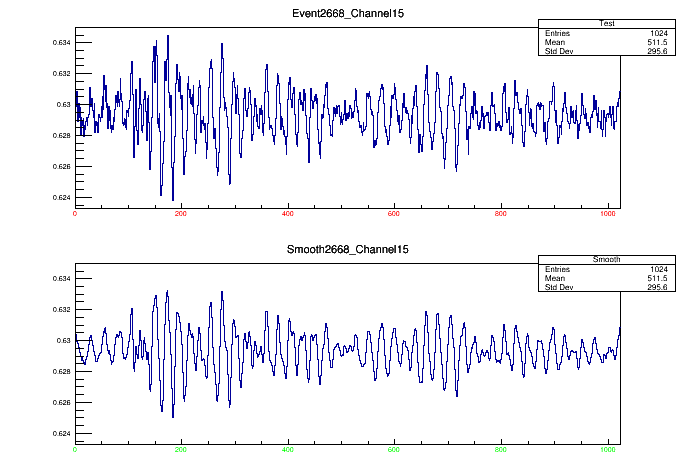 Event2668_Channel15
Test
Entries 1024
Mean 511.5
Std Dev 295.6
0.634
0.632
0.63
0.628
0.626
0.624
0 200 400 600 800 1000
Smooth2668_Channel15
Smooth
Entries 1024
Mean 511.5
Std Dev 295.6
0.634
0.632
0.63
0.628
0.626
0.624
0 200 400 600 800 1000